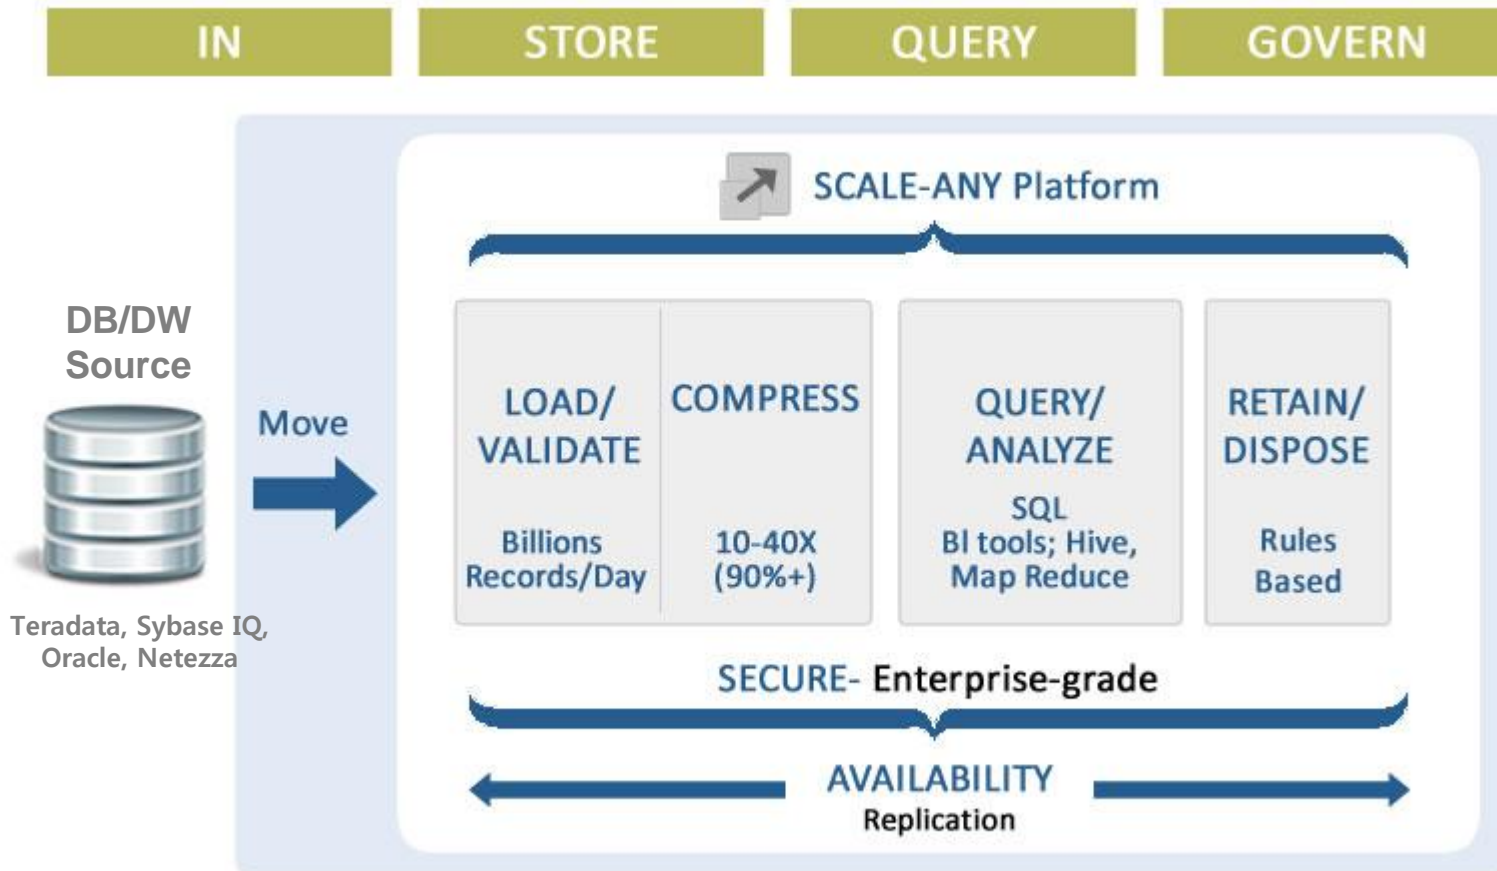 IN
STORE
QUERY
GOVERN
SCALE-ANY Platform
DB/DW
Source
Move
Teradata, Sybase IQ,
Oracle, Netezza
LOAD/
VALIDATE
Billions
Records/Day
COMPRESS
10-40X
(90%+)
QUERY/
ANALYZE
SQL
BI tools; Hive,
Map Reduce
RETAIN/
DISPOSE
Rules
Based
SECURE- Enterprise-grade
AVAILABILITY
Replication